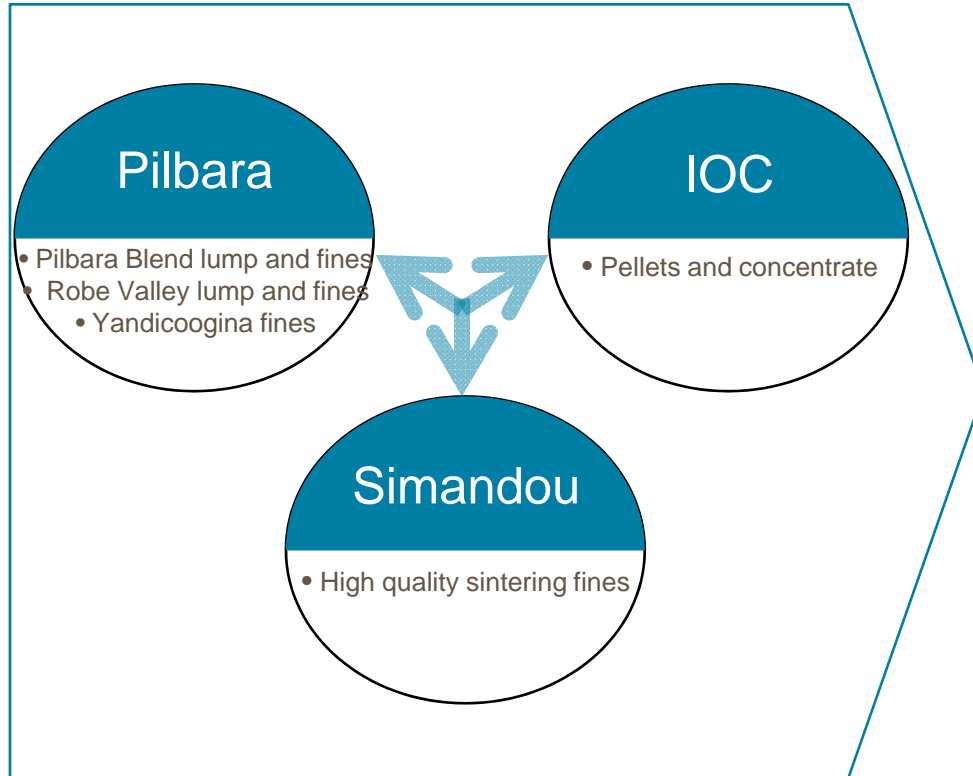 Pilbara
• Pilbara Blend lump and fines
• Robe Valley lump and fines
• Yandicoogina fines
IOC
• Pellets and concentrate
Simandou
• High quality sintering fines